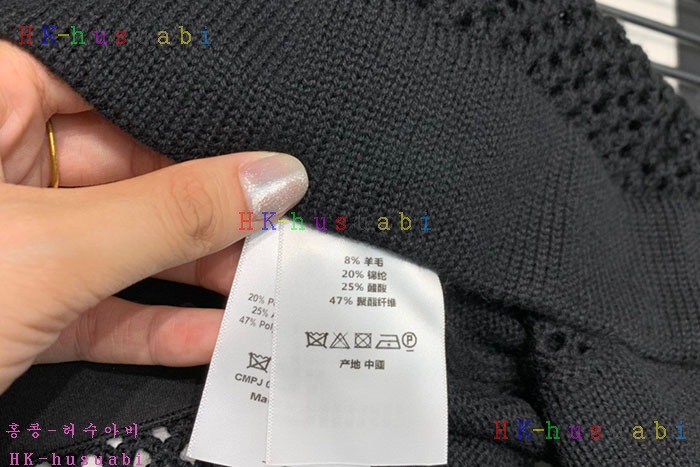 HK-hus abi
HK-hus abi
8% 羊毛
20% 锦纶
25% 醋酸
47% 聚酯纤维
产地 中國
20% P
25% A
47% Pol
CMPJ
Ma
HK-hus abi
홍콩-허수아비
HK-husuabi